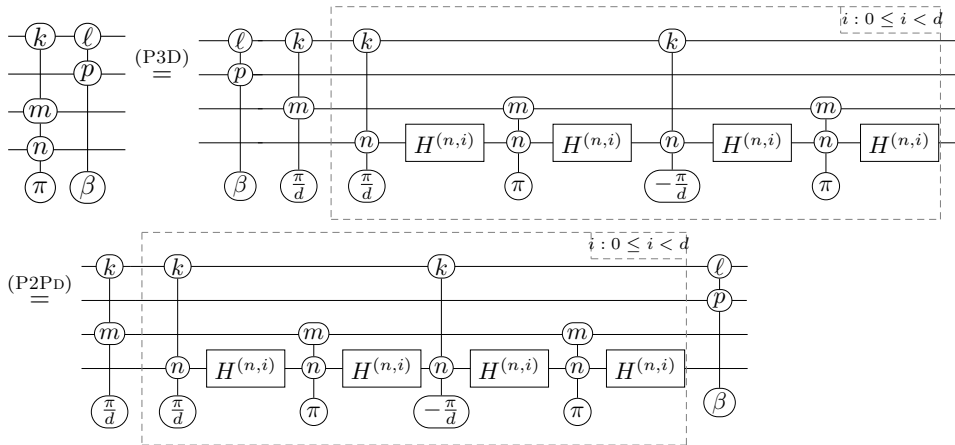 i : 0 ≤ i < d
k ℓ (P3D) ℓ k k k
p = p
m m m m
n n H^{(n,i)} n H^{(n,i)} n H^{(n,i)} n H^{(n,i)}
π β β π/d π/d π −π/d π
i : 0 ≤ i < d
k k k ℓ
(P2PD) = p
m m m
n H^{(n,i)} n H^{(n,i)} n H^{(n,i)} n H^{(n,i)}
π/d π/d π −π/d π β